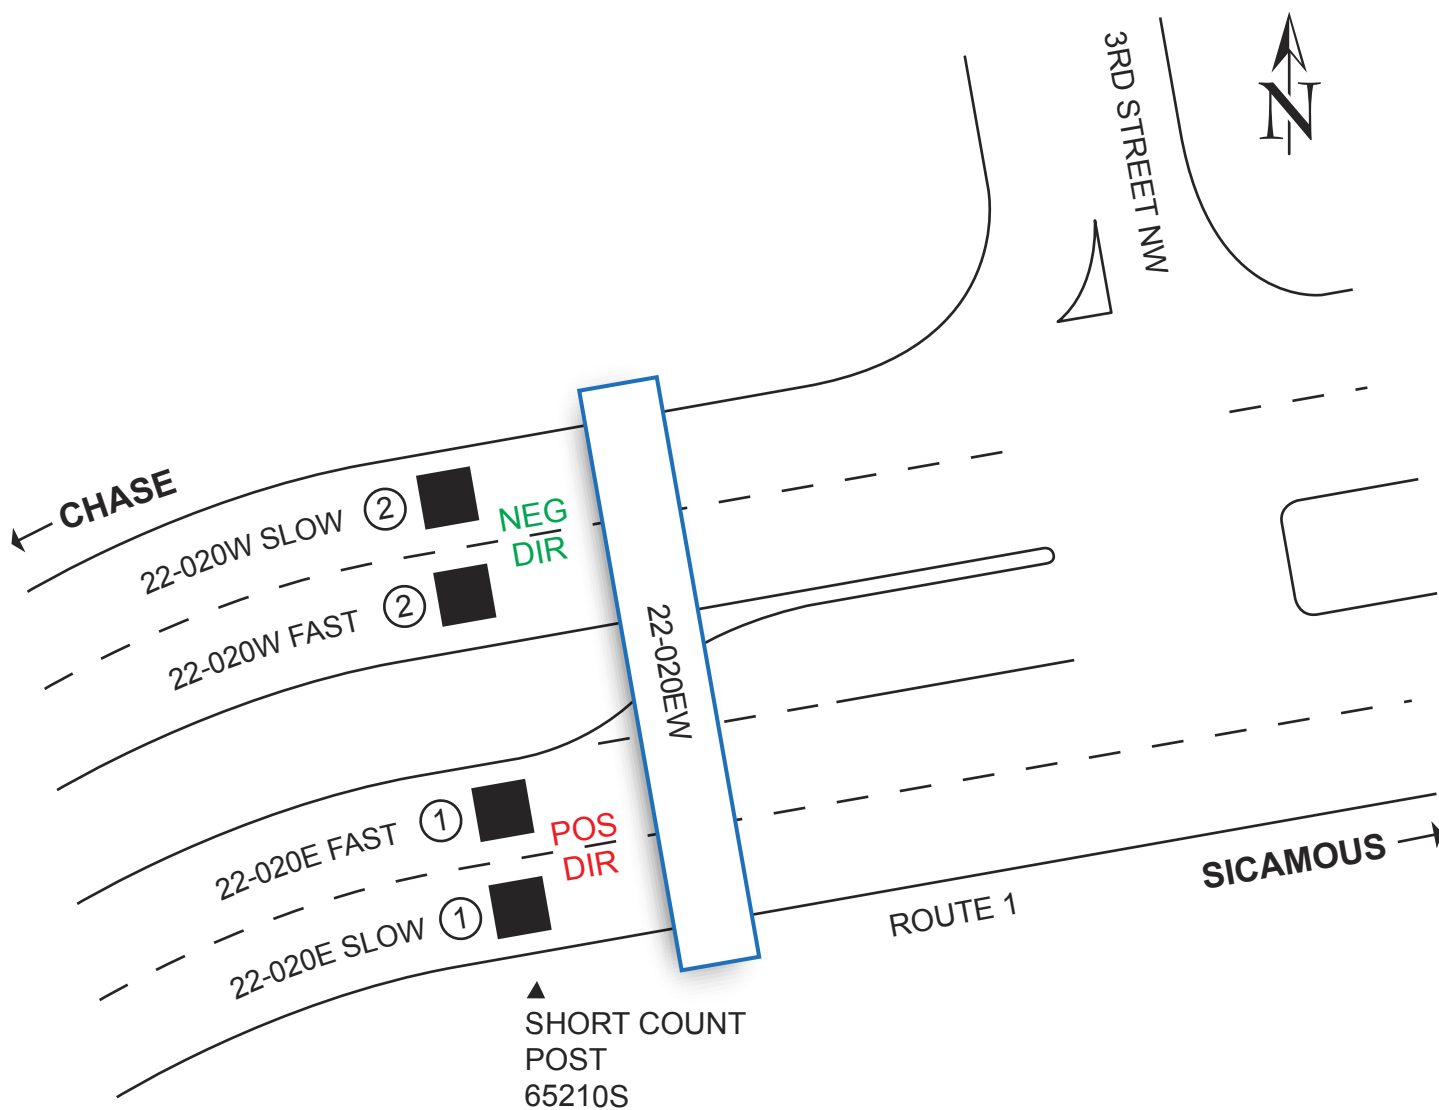 3RD STREET NW
N
CHASE
22-020W SLOW
2
NEG
DIR
22-020W FAST
2
22-020EW
22-020E FAST
1
POS
DIR
22-020E SLOW
1
SICAMOUS
ROUTE 1
SHORT COUNT
POST
65210S